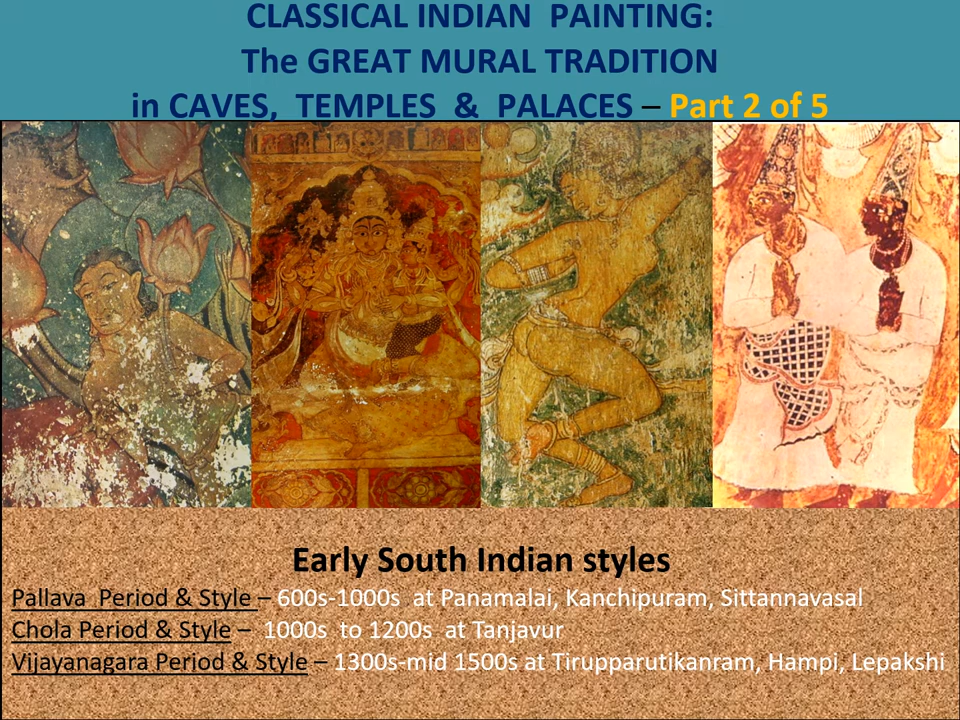 CLASSICAL INDIAN PAINTING:
The GREAT MURAL TRADITION
in CAVES, TEMPLES & PALACES – Part 2 of 5
Early South Indian styles
Pallava Period & Style – 600s-1000s at Panamalai, Kanchipuram, Sittannavasal
Chola Period & Style – 1000s to 1200s at Tanjavur
Vijayanagara Period & Style – 1300s-mid 1500s at Tirupparutikanram, Hampi, Lepakshi